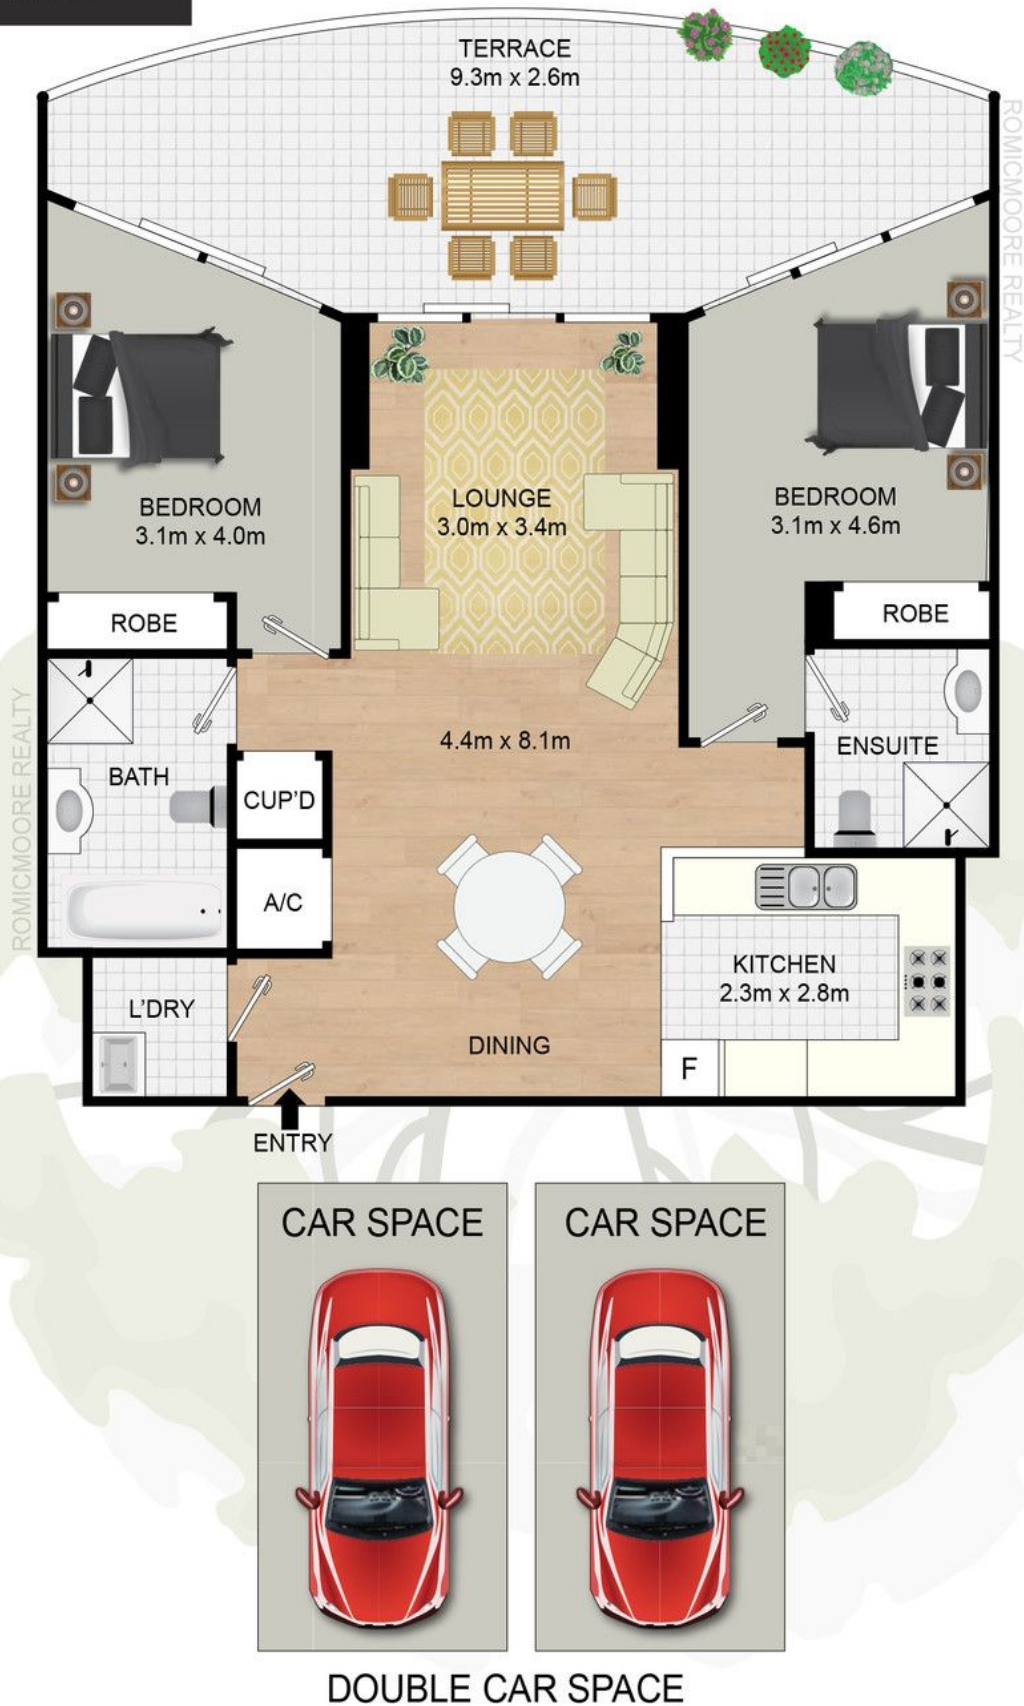 TERRACE
9.3m x 2.6m
BEDROOM
3.1m x 4.0m
LOUNGE
3.0m x 3.4m
BEDROOM
3.1m x 4.6m
ROBE
ROBE
4.4m x 8.1m
ENSUITE
BATH
CUP'D
A/C
KITCHEN
2.3m x 2.8m
L'DRY
DINING
F
ENTRY
CAR SPACE
CAR SPACE
DOUBLE CAR SPACE
ROMICMOORE REALTY
ROMICMOORE REALTY